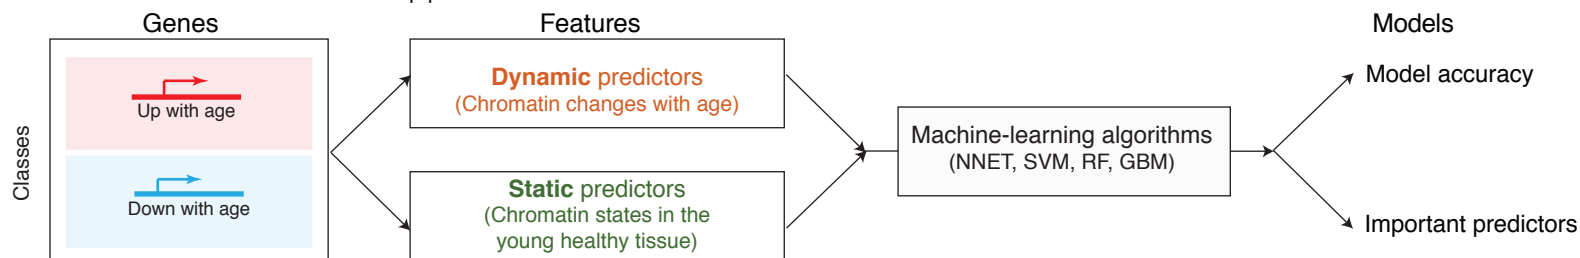 Genes
Features
Models
Classes
Up with age
Down with age
Dynamic predictors
(Chromatin changes with age)
Static predictors
(Chromatin states in the
young healthy tissue)
Machine-learning algorithms
(NNET, SVM, RF, GBM)
Model accuracy
Important predictors